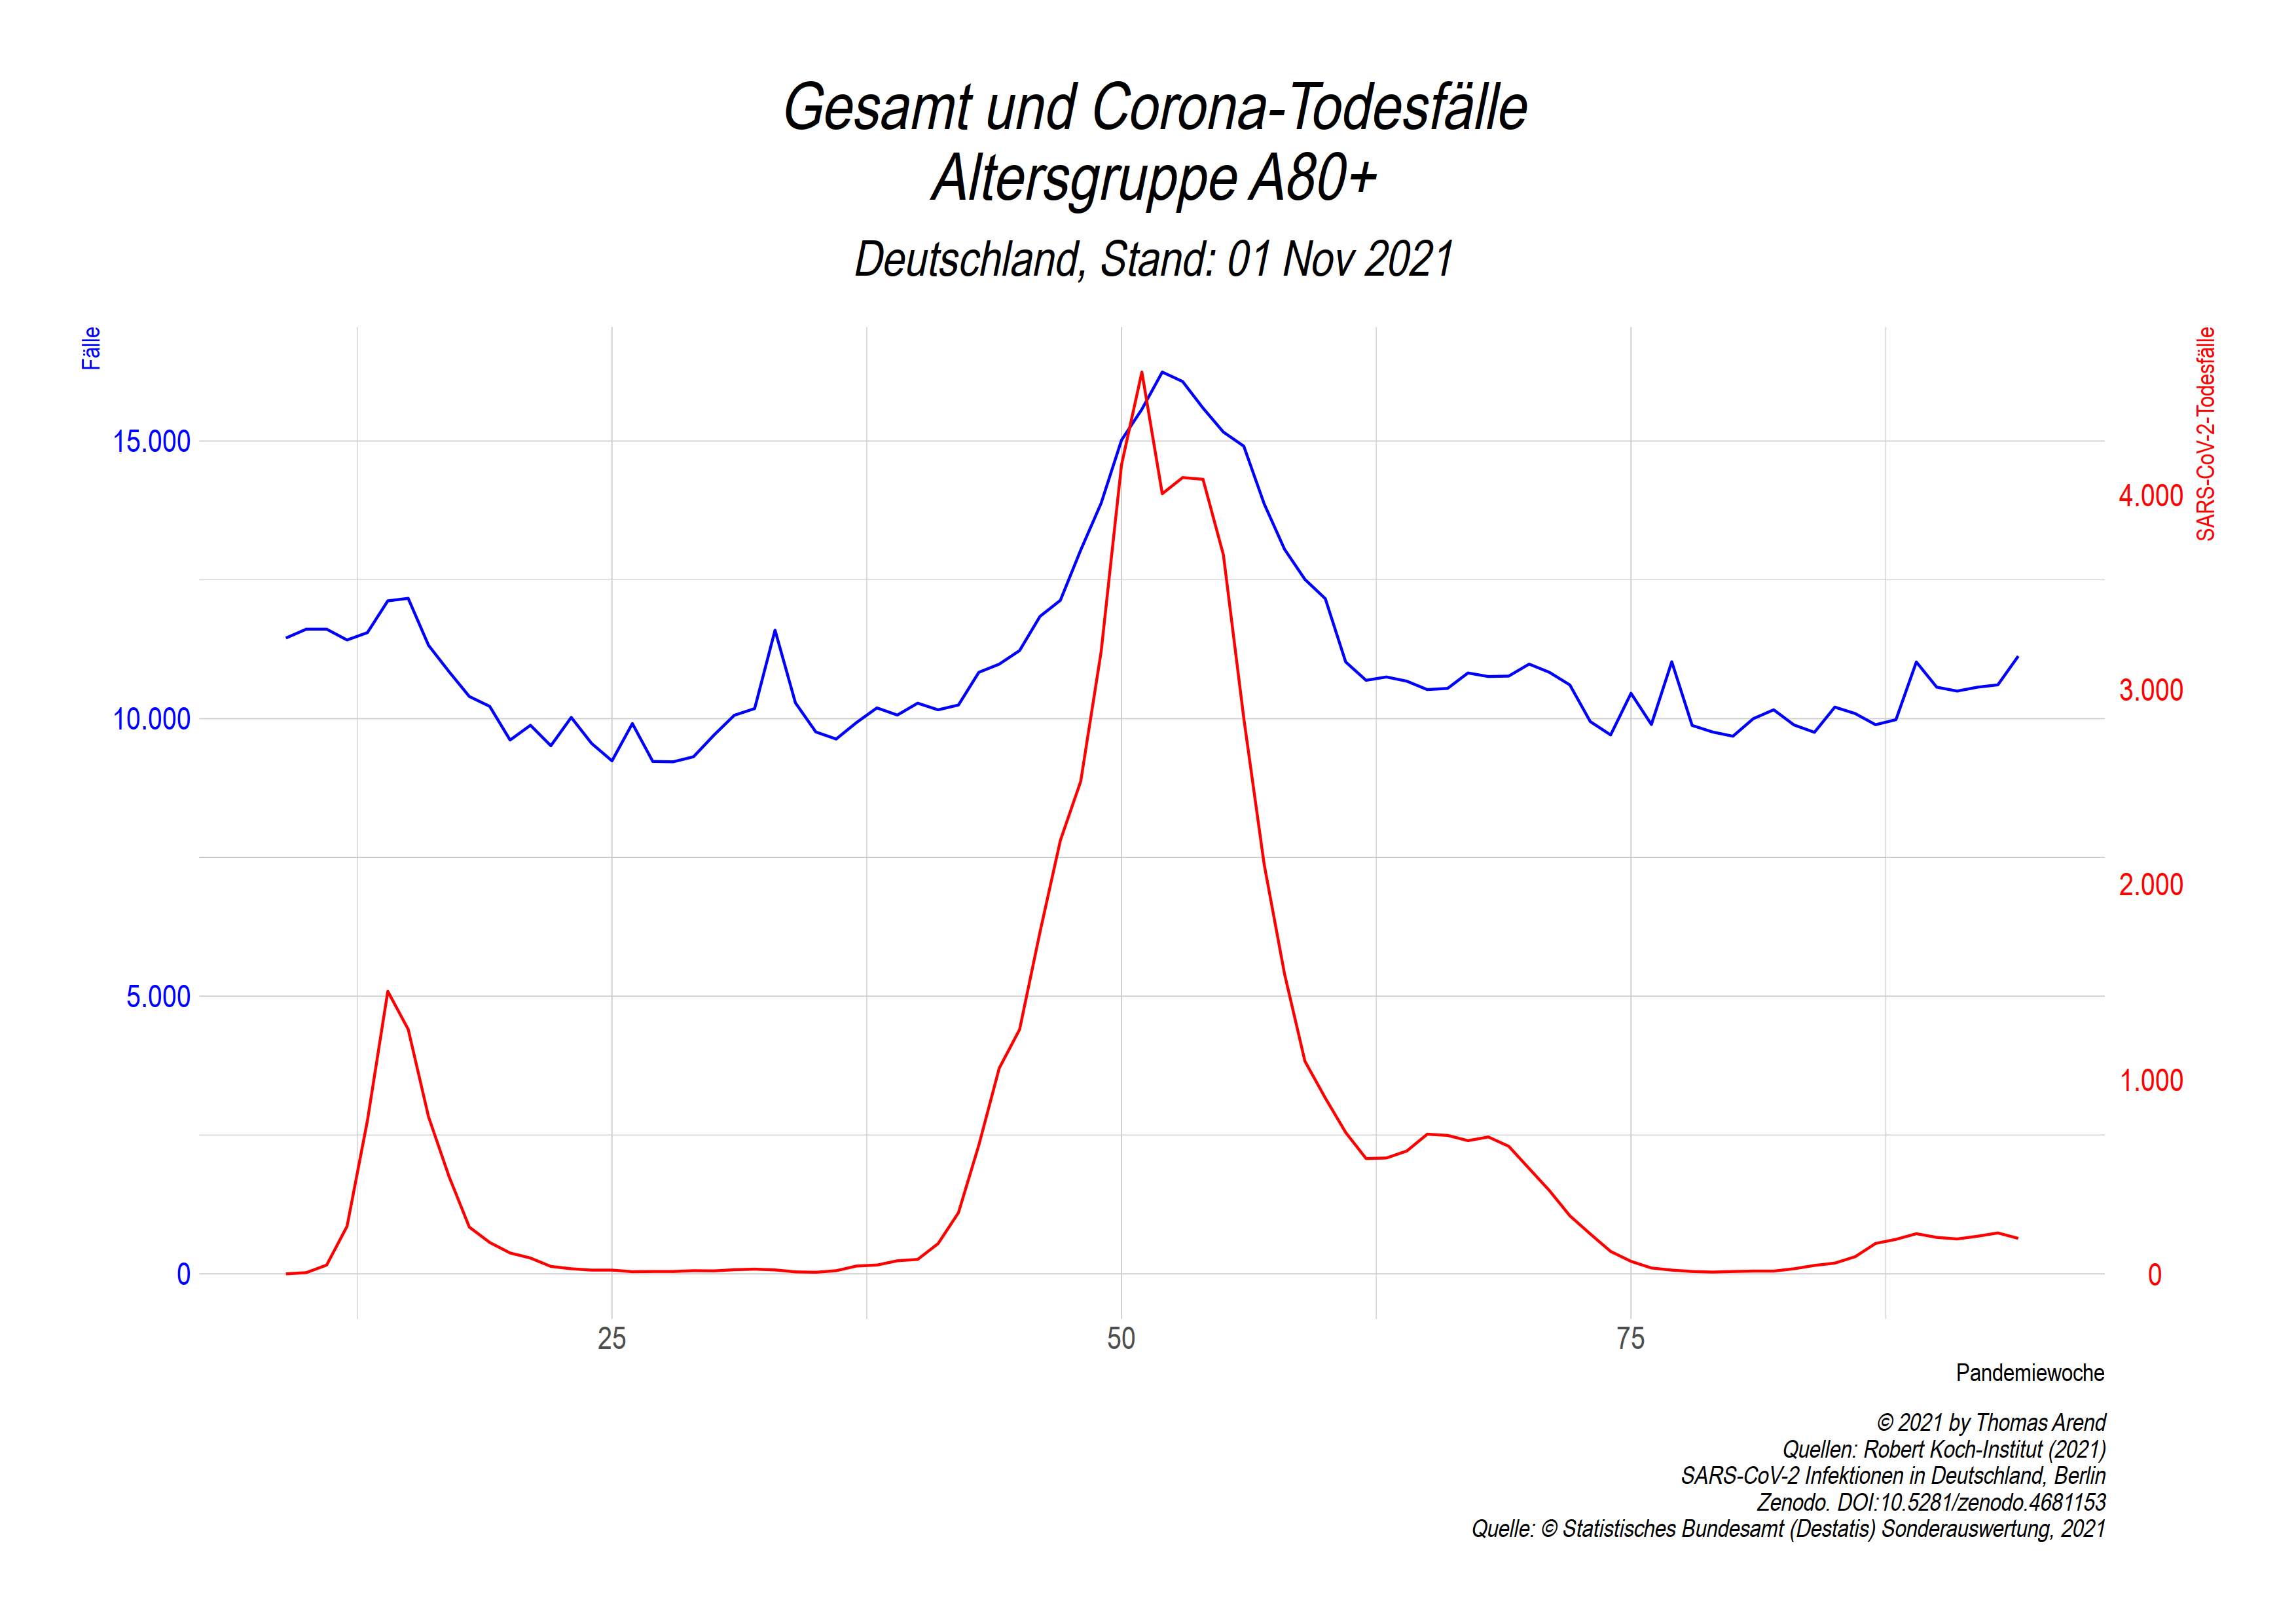 Gesamt und Corona-Todesfälle
Altersgruppe A80+
Deutschland, Stand: 01 Nov 2021
Fälle
SARS-CoV-2-Todesfälle
15.000
10.000
5.000
0
4.000
3.000
2.000
1.000
0
25
50
75
Pandemiewoche
© 2021 by Thomas Arend
Quellen: Robert Koch-Institut (2021)
SARS-CoV-2 Infektionen in Deutschland, Berlin
Zenodo. DOI:10.5281/zenodo.4681153
Quelle: © Statistisches Bundesamt (Destatis) Sonderauswertung, 2021